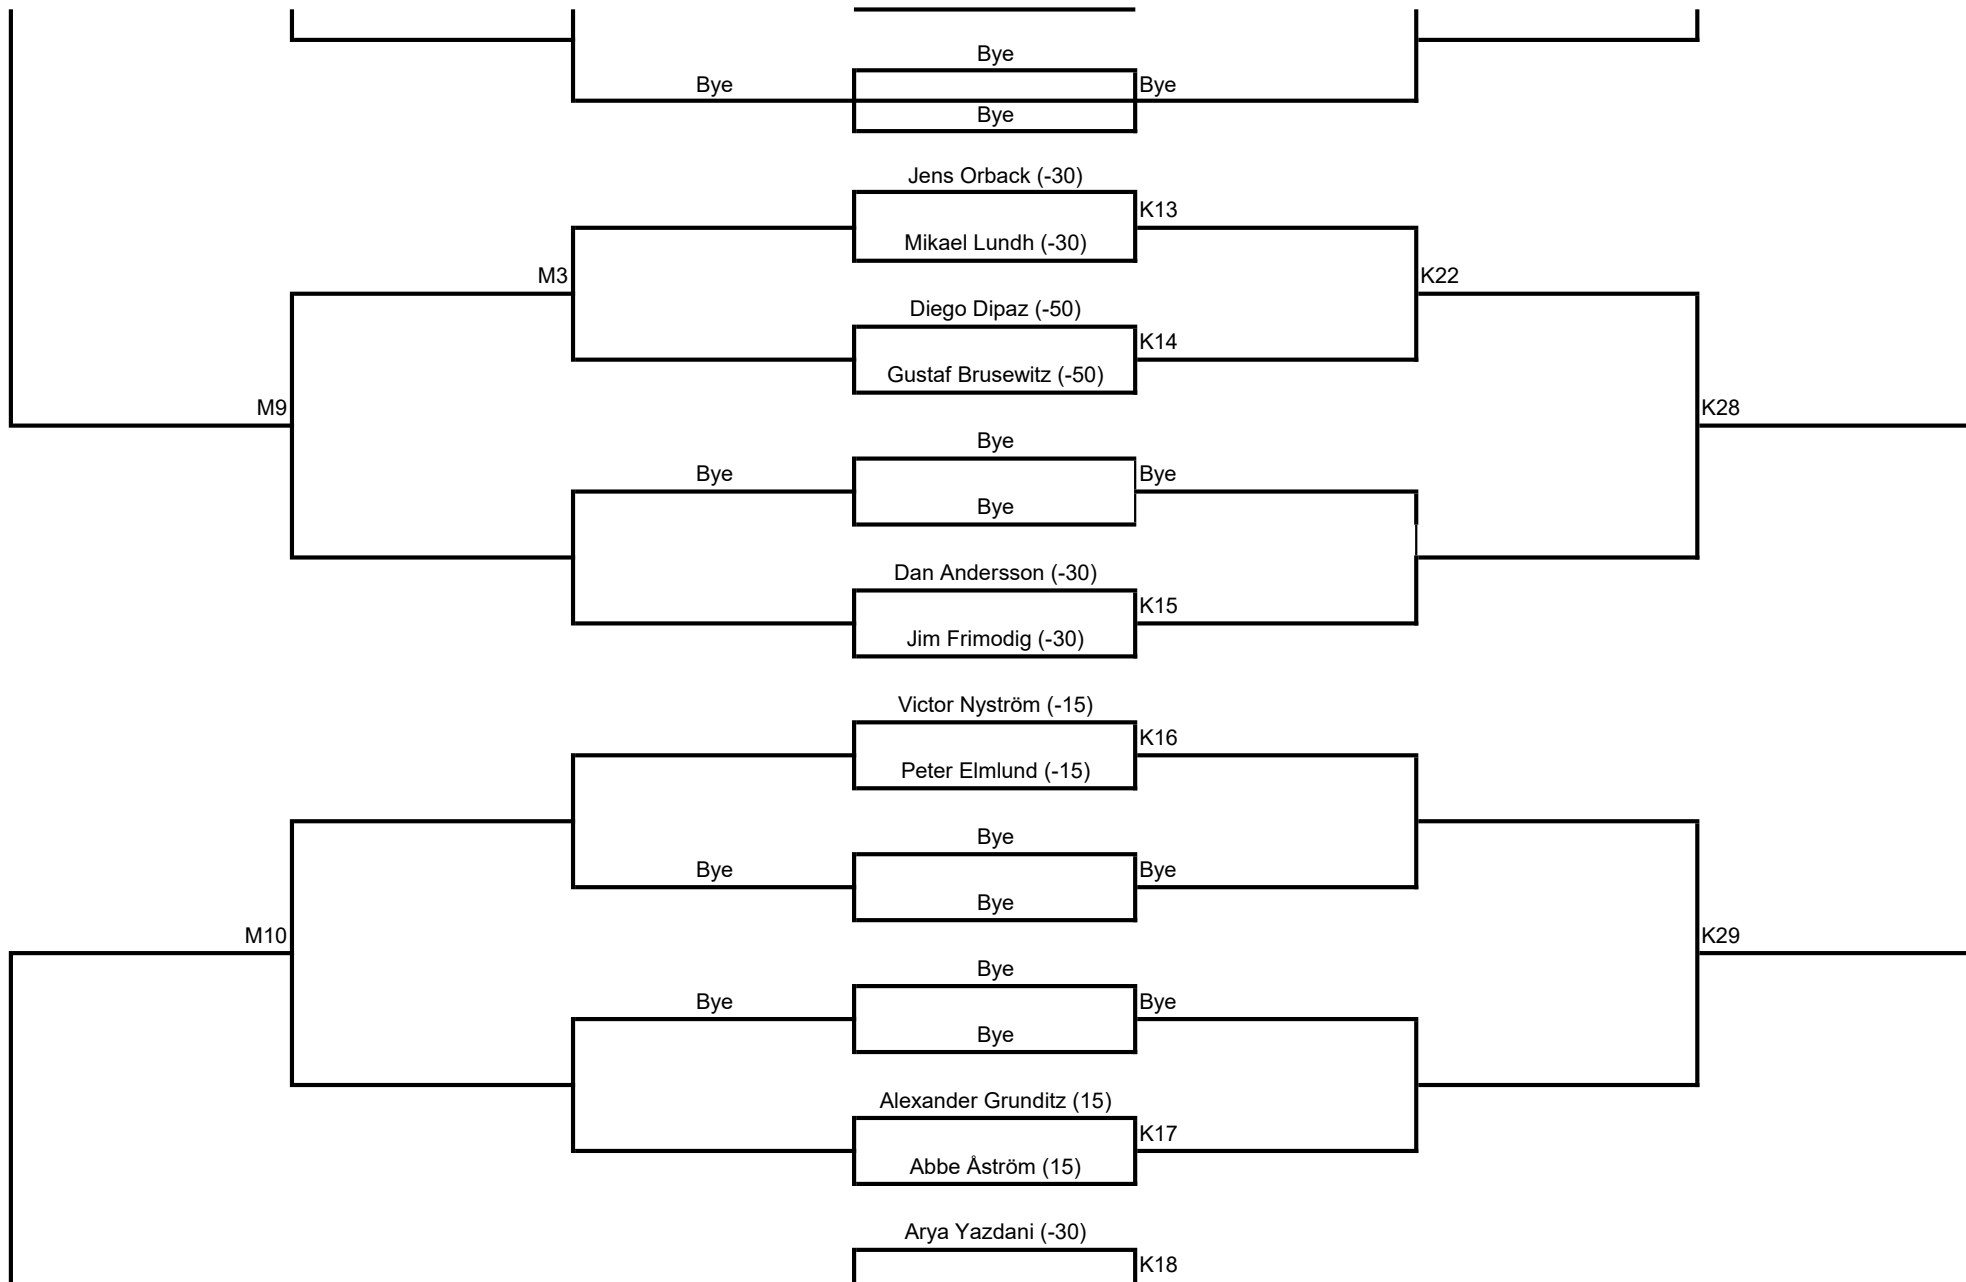 Bye
Bye
Bye
Bye
Jens Orback (-30)
K13
Mikael Lundh (-30)
M3
K22
Diego Dipaz (-50)
K14
Gustaf Brusewitz (-50)
M9
K28
Bye
Bye
Bye
Bye
Dan Andersson (-30)
K15
Jim Frimodig (-30)
Victor Nyström (-15)
K16
Peter Elmlund (-15)
Bye
Bye
Bye
Bye
M10
K29
Bye
Bye
Bye
Bye
Alexander Grunditz (15)
K17
Abbe Åström (15)
Arya Yazdani (-30)
K18